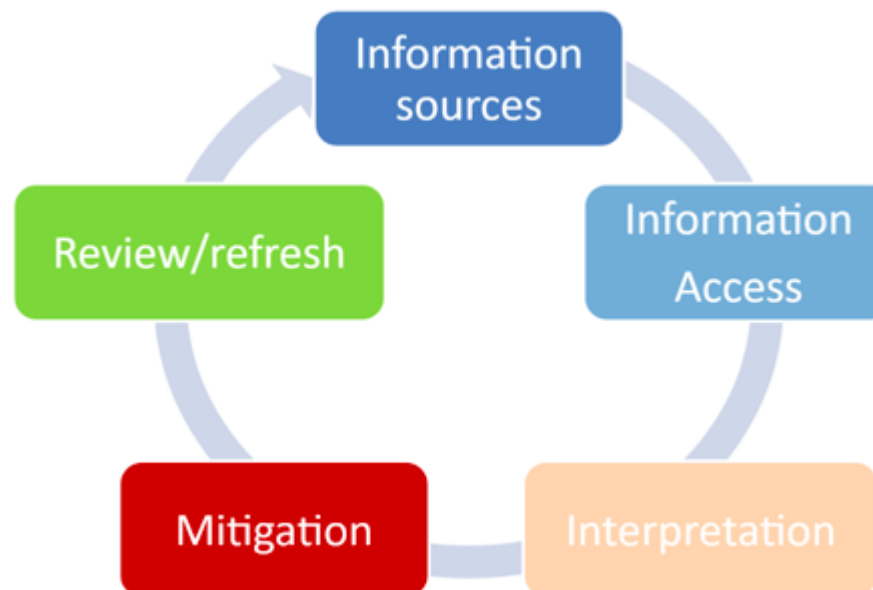 Information
sources
Information
Access
Interpretation
Mitigation
Review/refresh